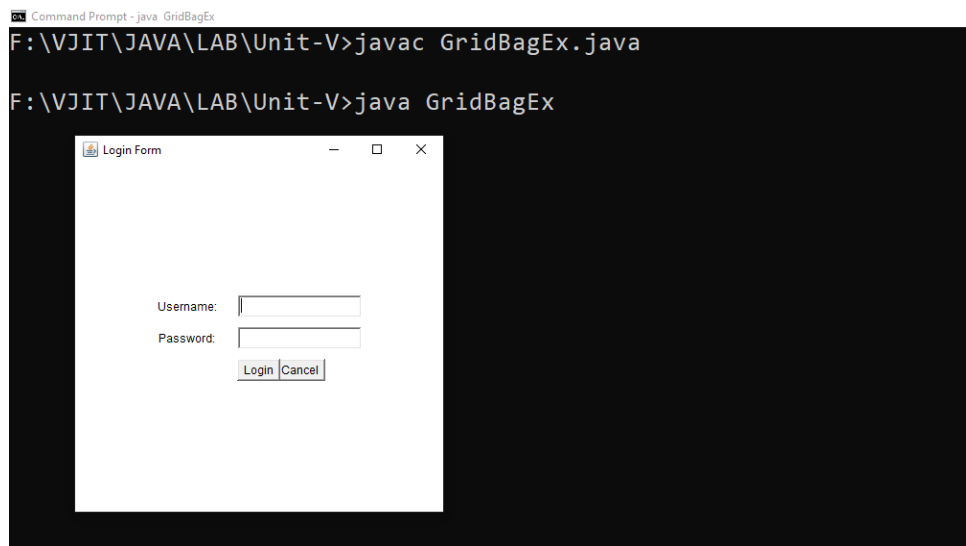 Command Prompt - java  GridBagEx
F:\VJIT\JAVA\LAB\Unit-V>javac GridBagEx.java
F:\VJIT\JAVA\LAB\Unit-V>java GridBagEx
Login Form
Username:
Password:
Login Cancel